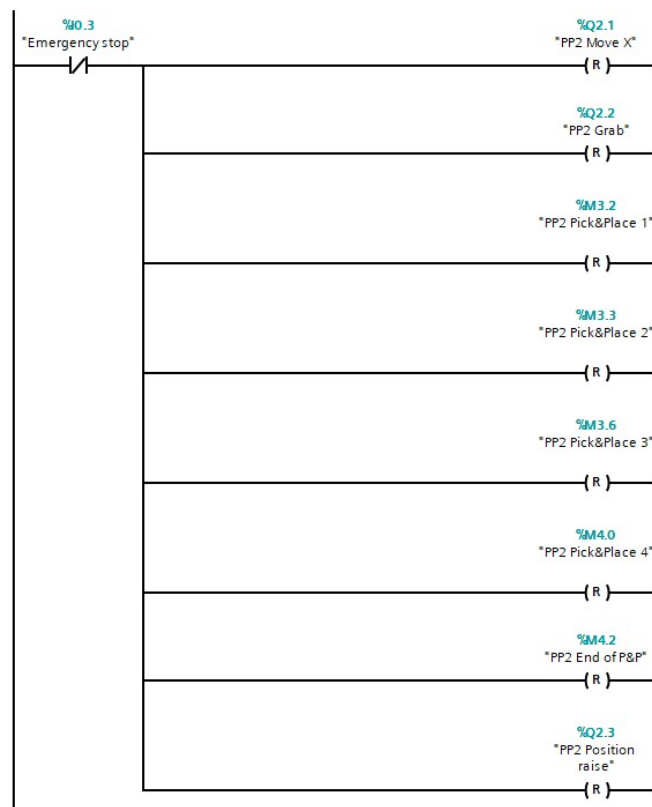 %I0.3
"Emergency stop"
%Q2.1
"PP2 Move X"
R
%Q2.2
"PP2 Grab"
R
%M3.2
"PP2 Pick&Place 1"
R
%M3.3
"PP2 Pick&Place 2"
R
%M3.6
"PP2 Pick&Place 3"
R
%M4.0
"PP2 Pick&Place 4"
R
%M4.2
"PP2 End of P&P"
R
%Q2.3
"PP2 Position
raise"
R